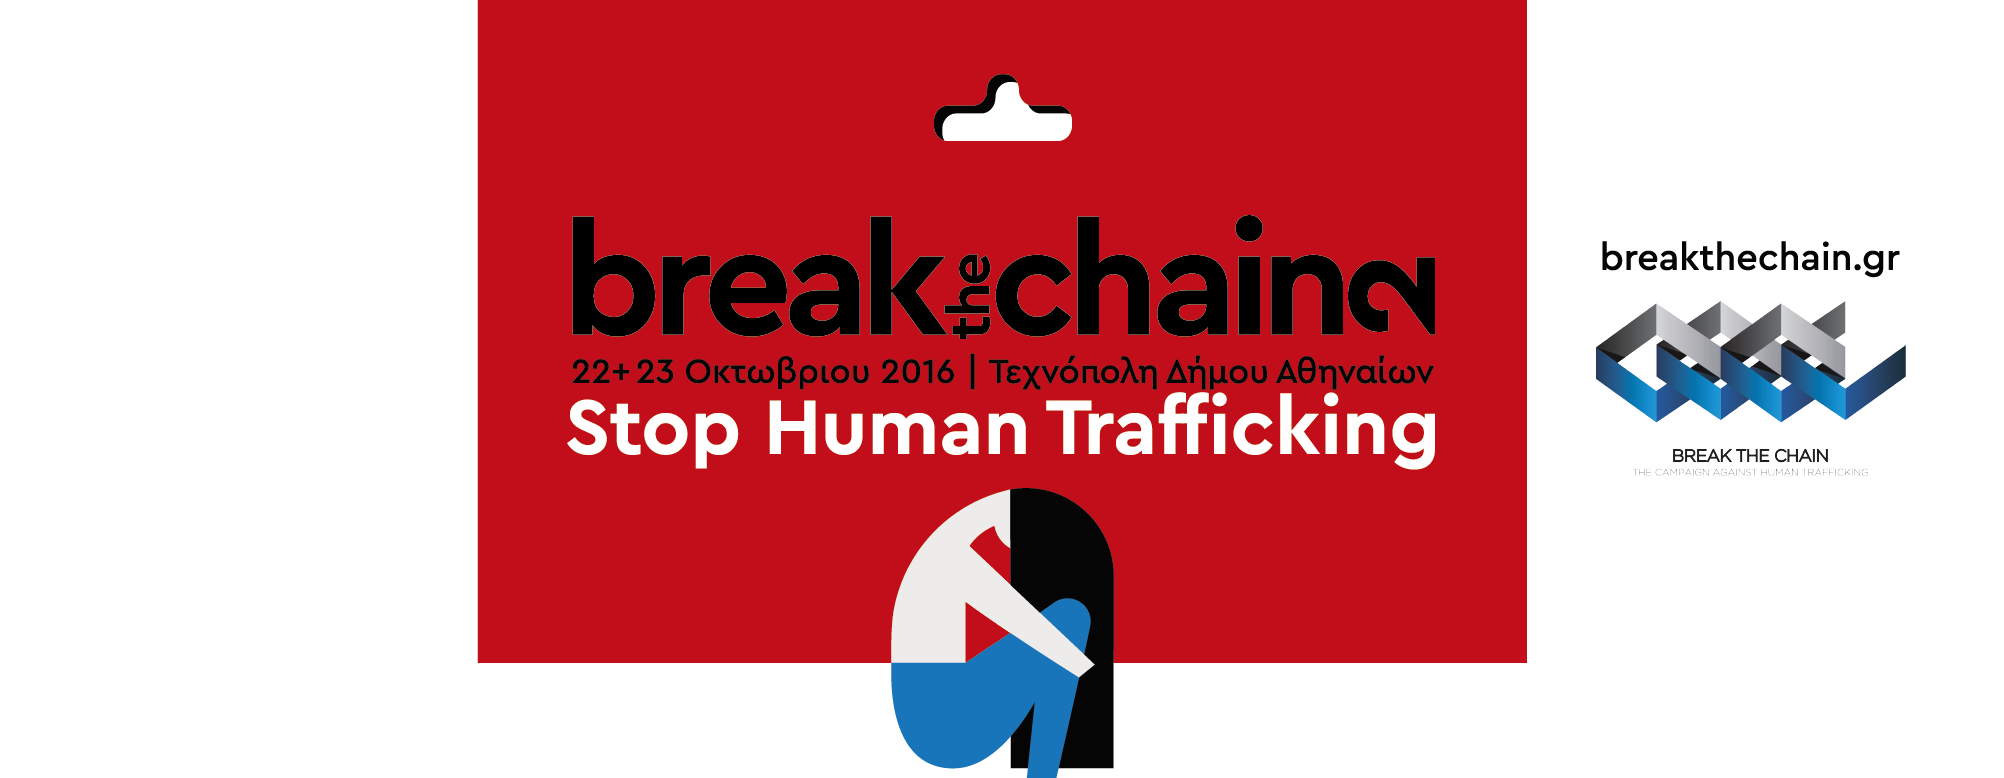 break the chain2
22+23 Οκτωβριου 2016 | Τεχνόπολη Δήμου Αθηναίων
Stop Human Trafficking
breakthechain.gr
BREAK THE CHAIN
THE CAMPAIGN AGAINST HUMAN TRAFFICKING